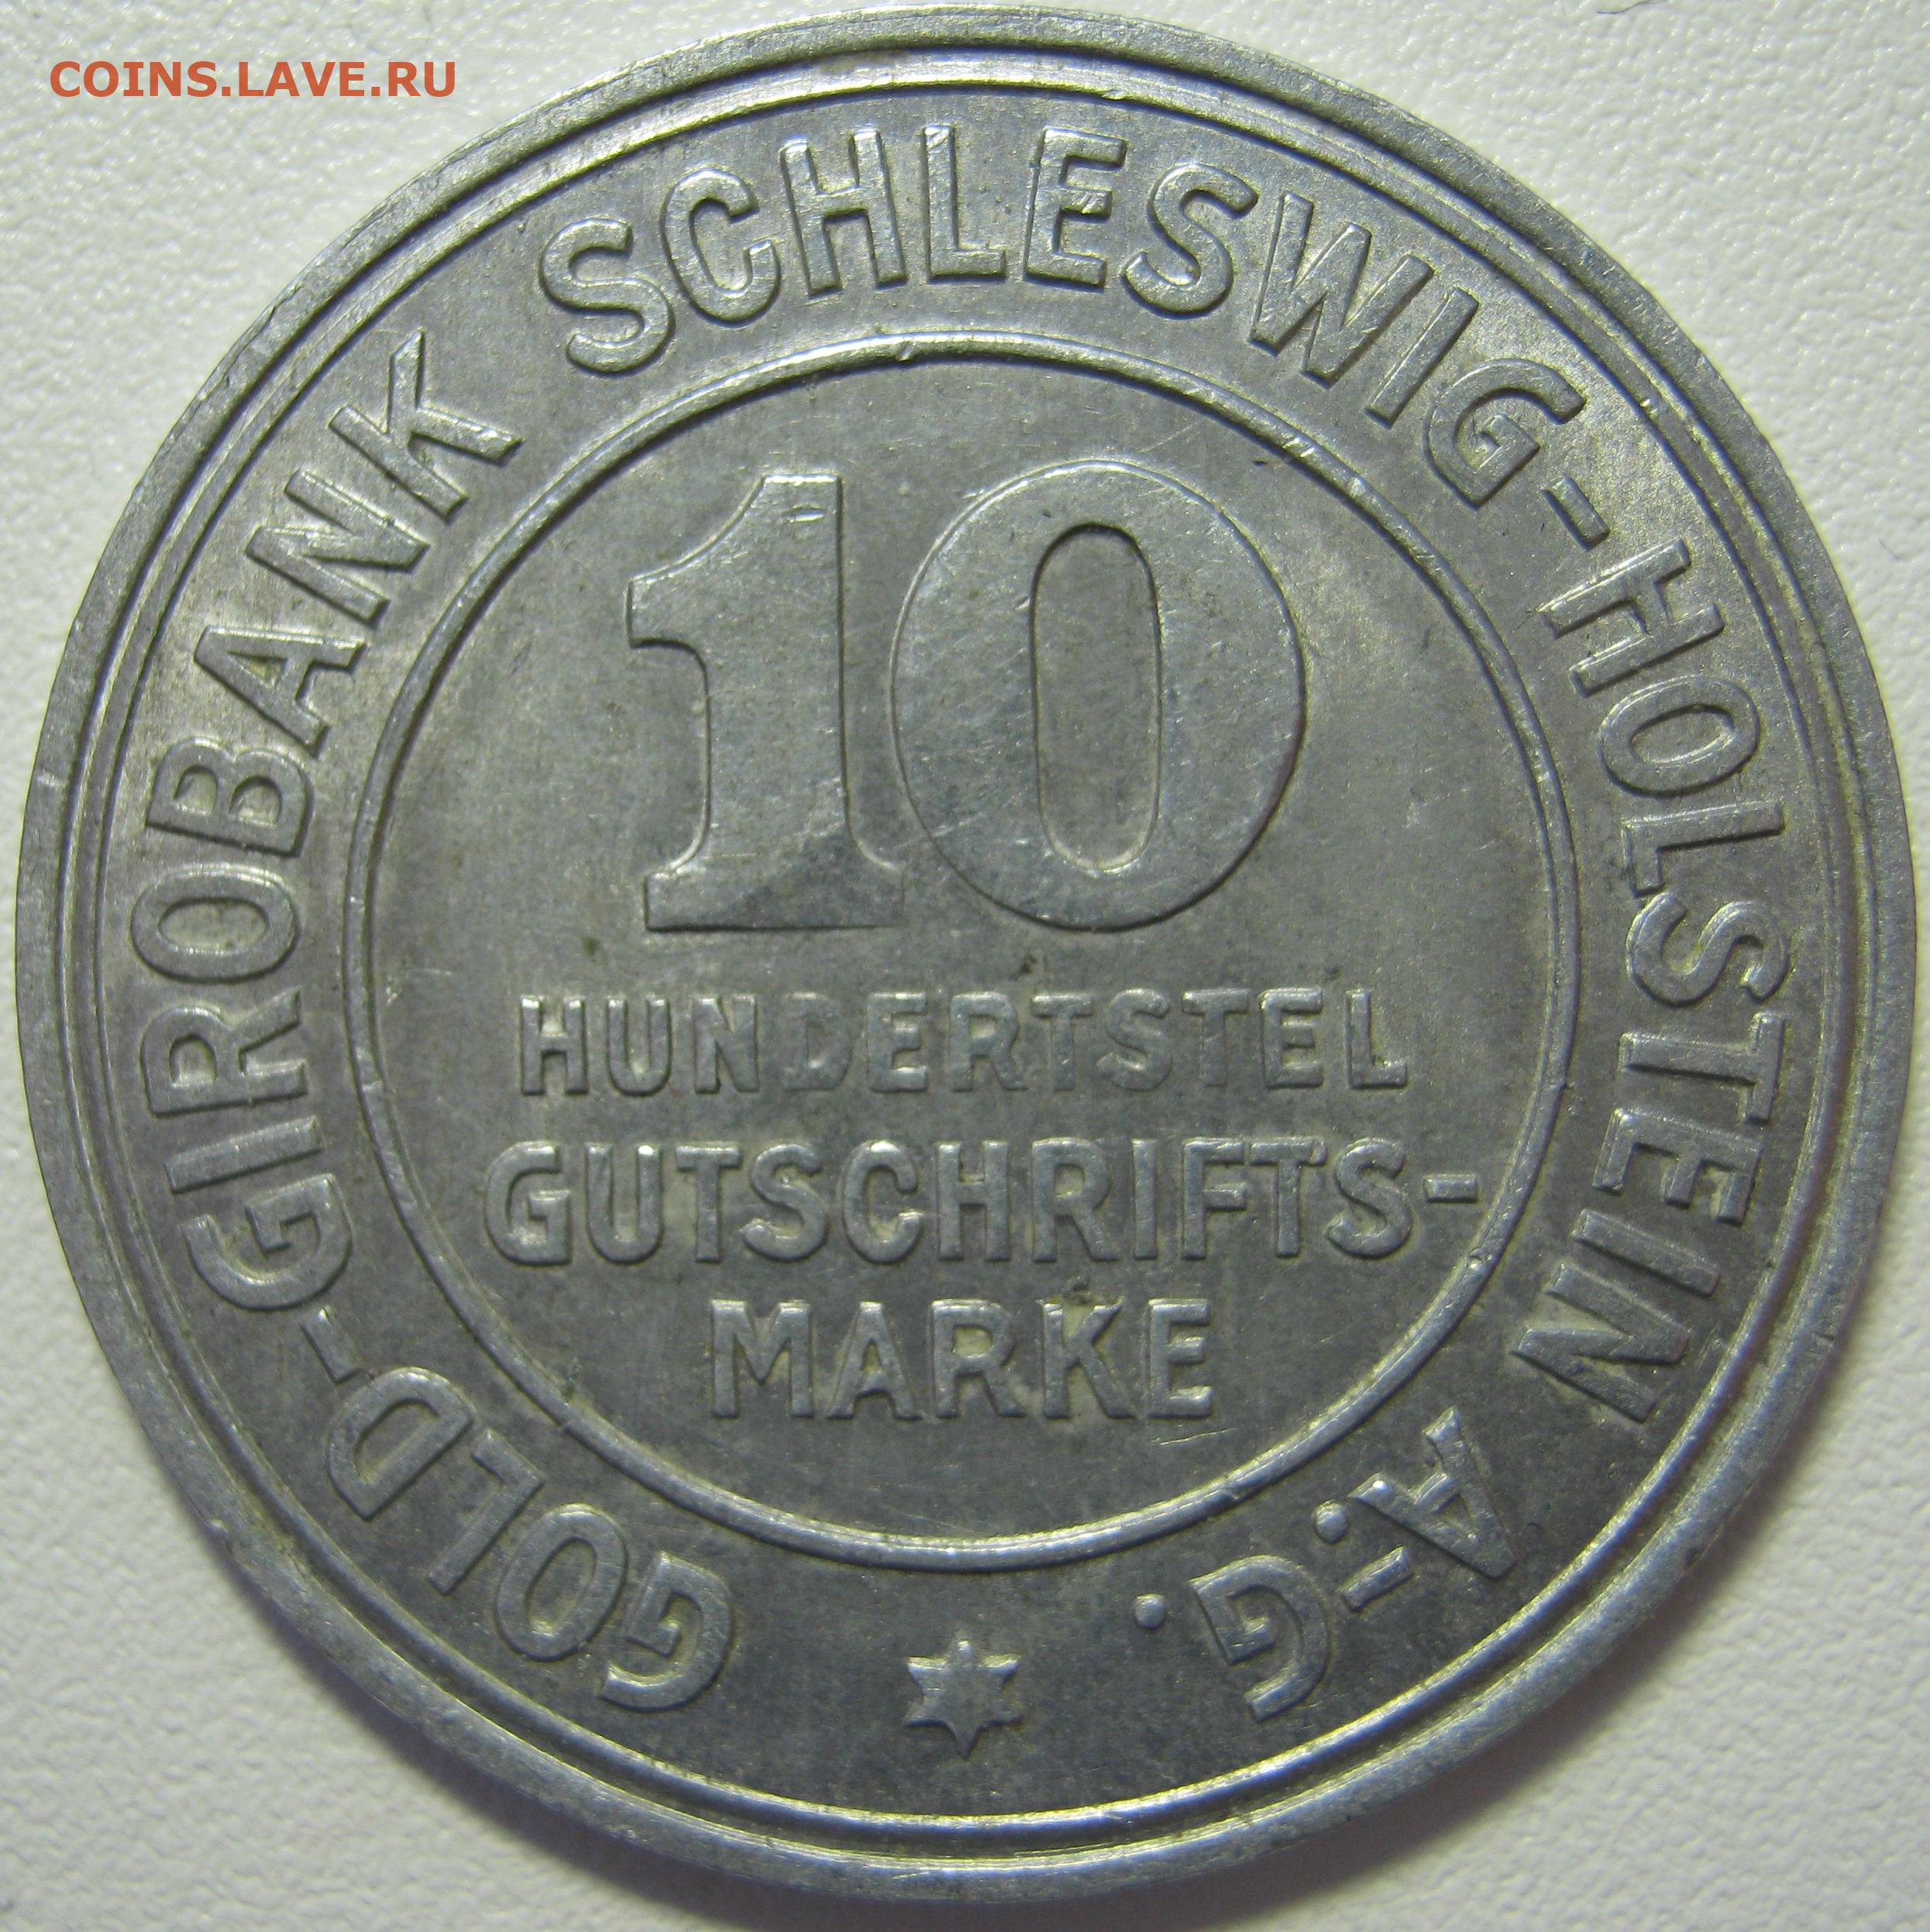 COINS.LAVE.RU
GOLD-GIROBANK SCHLESWIG-HOLSTEIN A.-G.
10
HUNDERTSTEL
GUTSCHRIFTS-
MARKE